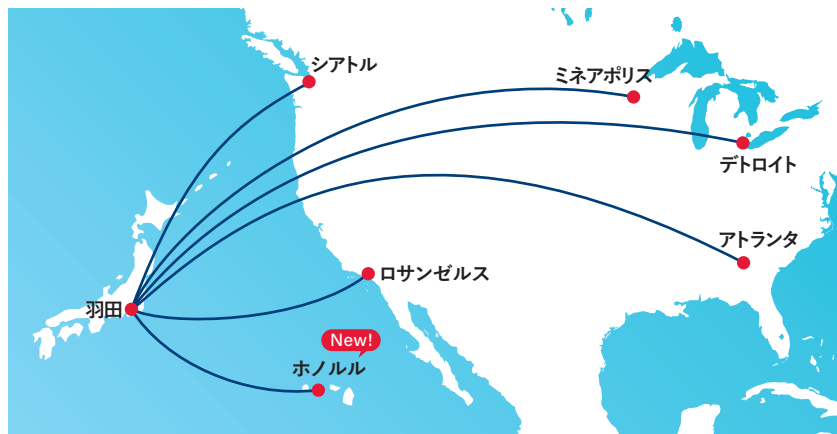 シアトル
ミネアポリス
デトロイト
アトランタ
ロサンゼルス
羽田
New!
ホノルル